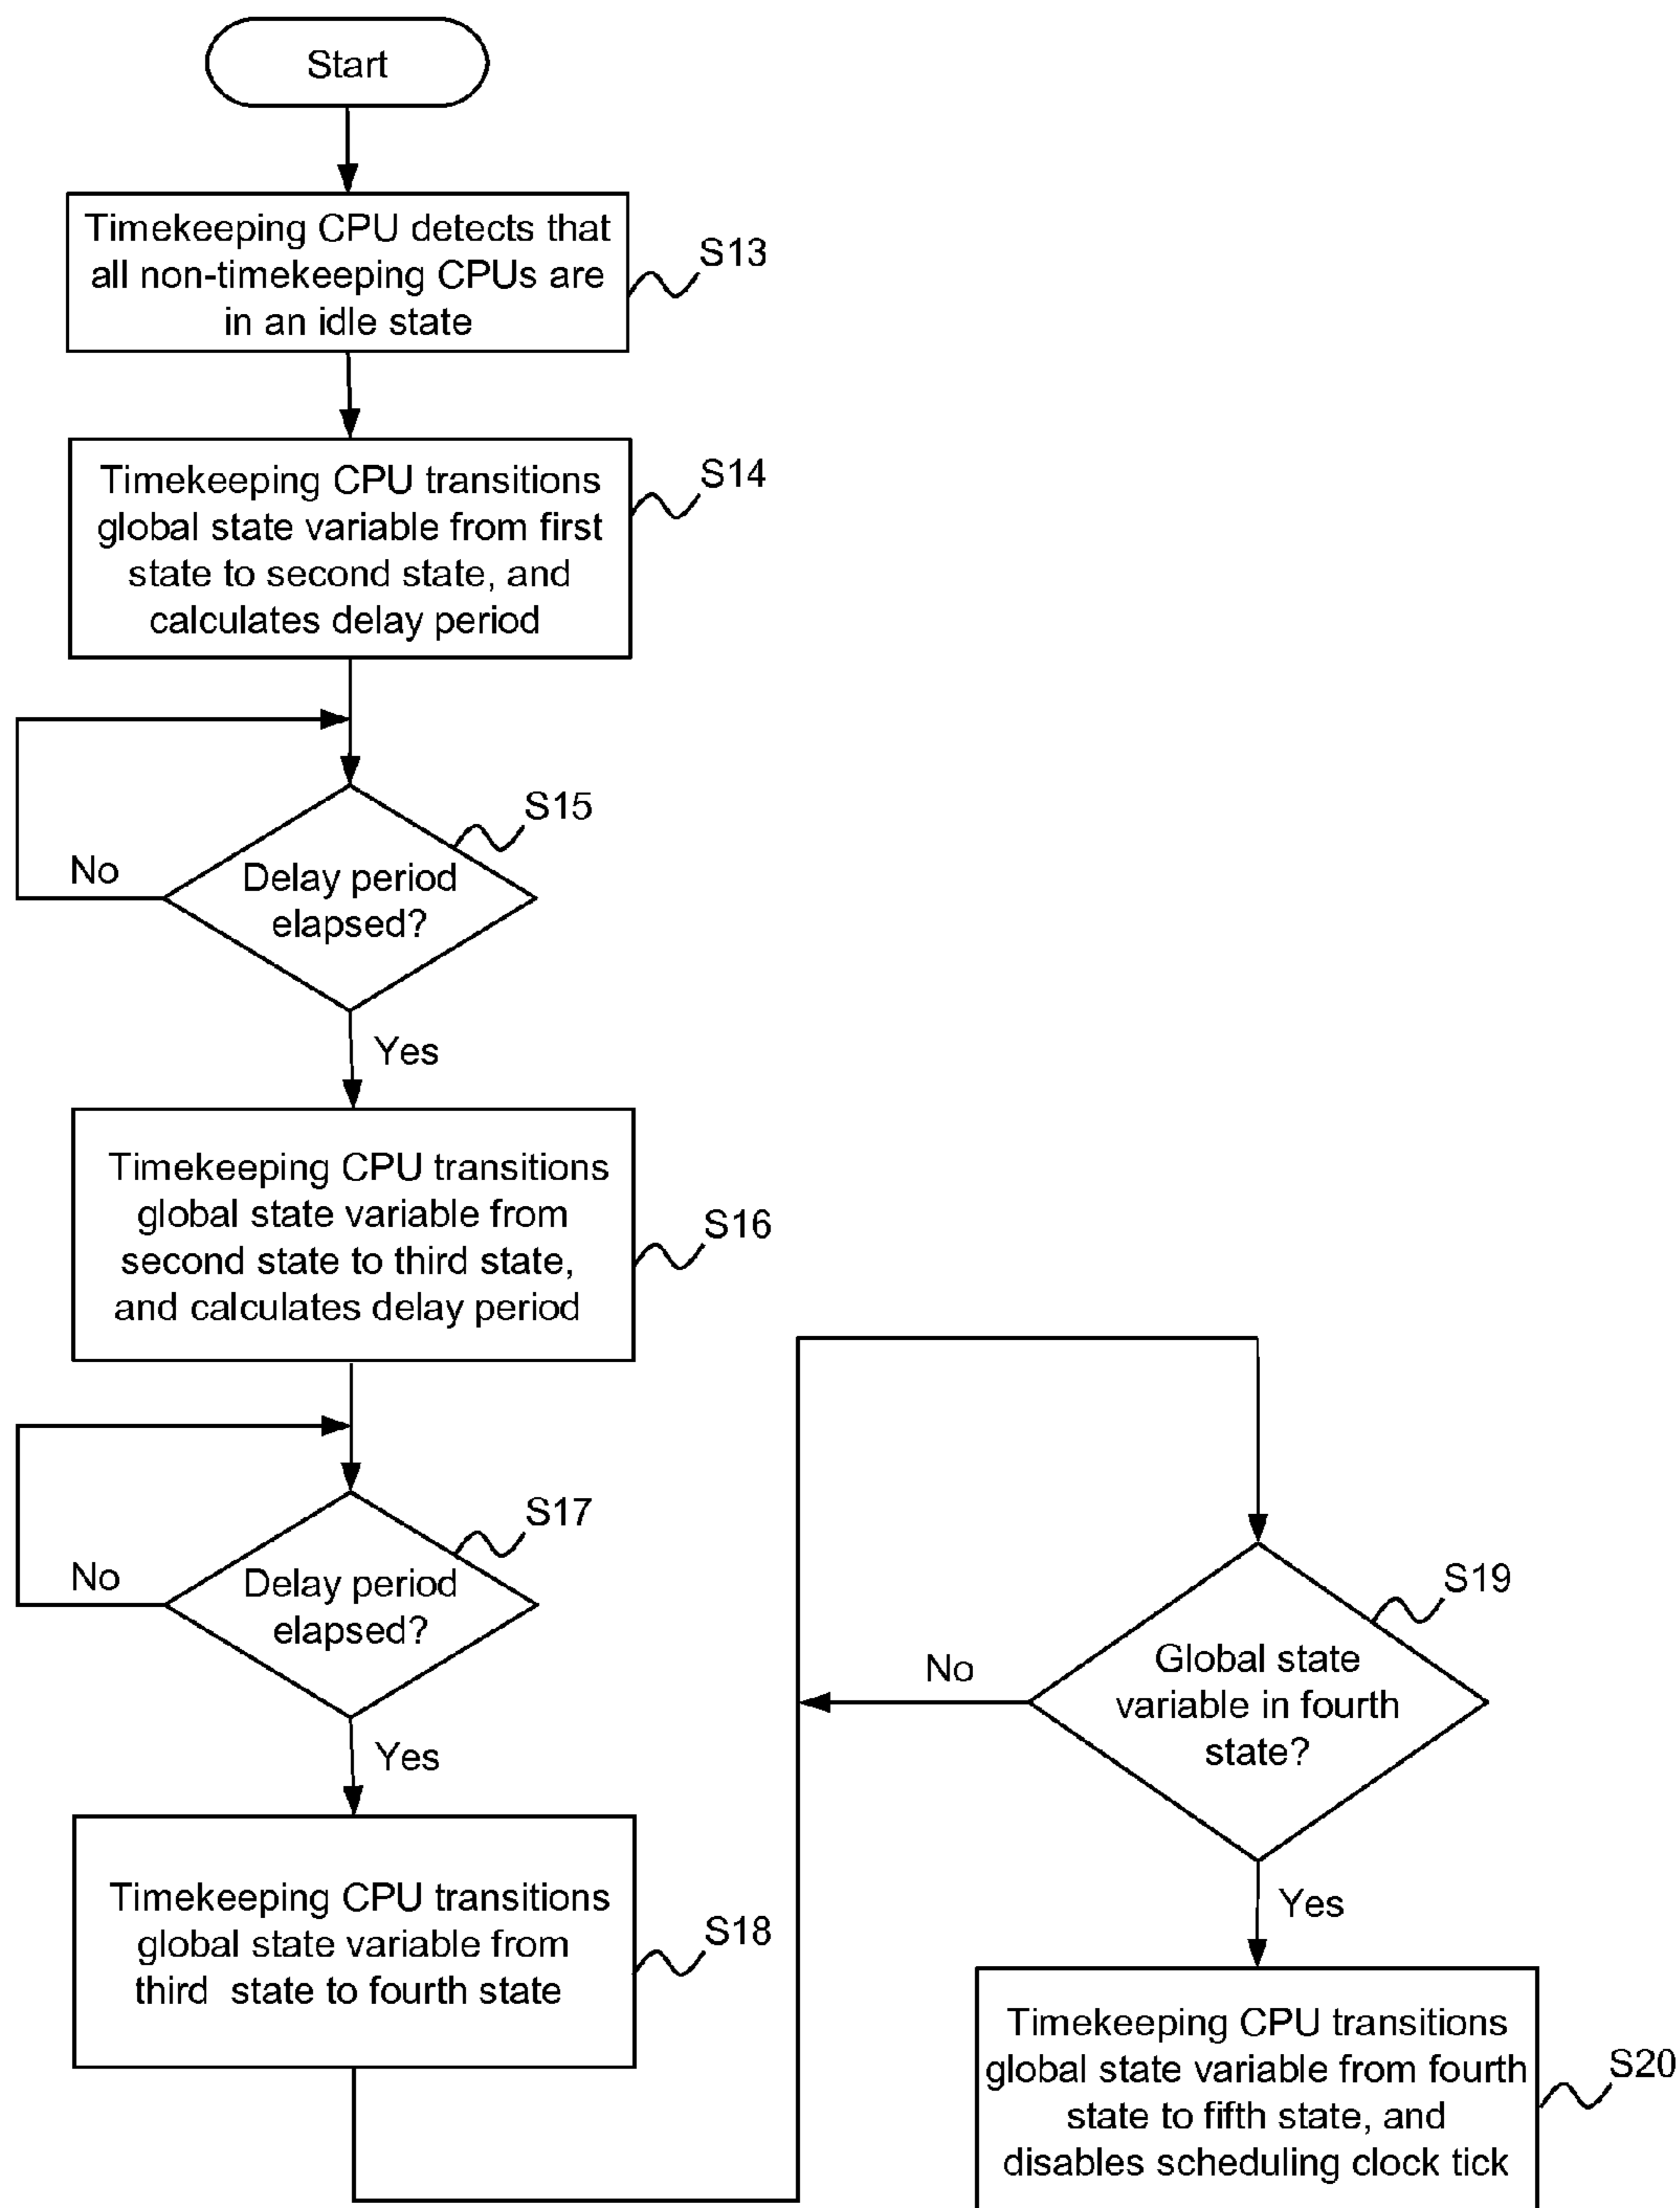 Start
Timekeeping CPU detects that
all non-timekeeping CPUs are
in an idle state
S13
Timekeeping CPU transitions
global state variable from first
state to second state, and
calculates delay period
S14
S15
Delay period
elapsed?
No
Yes
Timekeeping CPU transitions
global state variable from
second state to third state,
and calculates delay period
S16
S17
Delay period
elapsed?
No
Yes
Timekeeping CPU transitions
global state variable from
third state to fourth state
S18
S19
Global state
variable in fourth
state?
No
Yes
Timekeeping CPU transitions
global state variable from fourth
state to fifth state, and
disables scheduling clock tick
S20